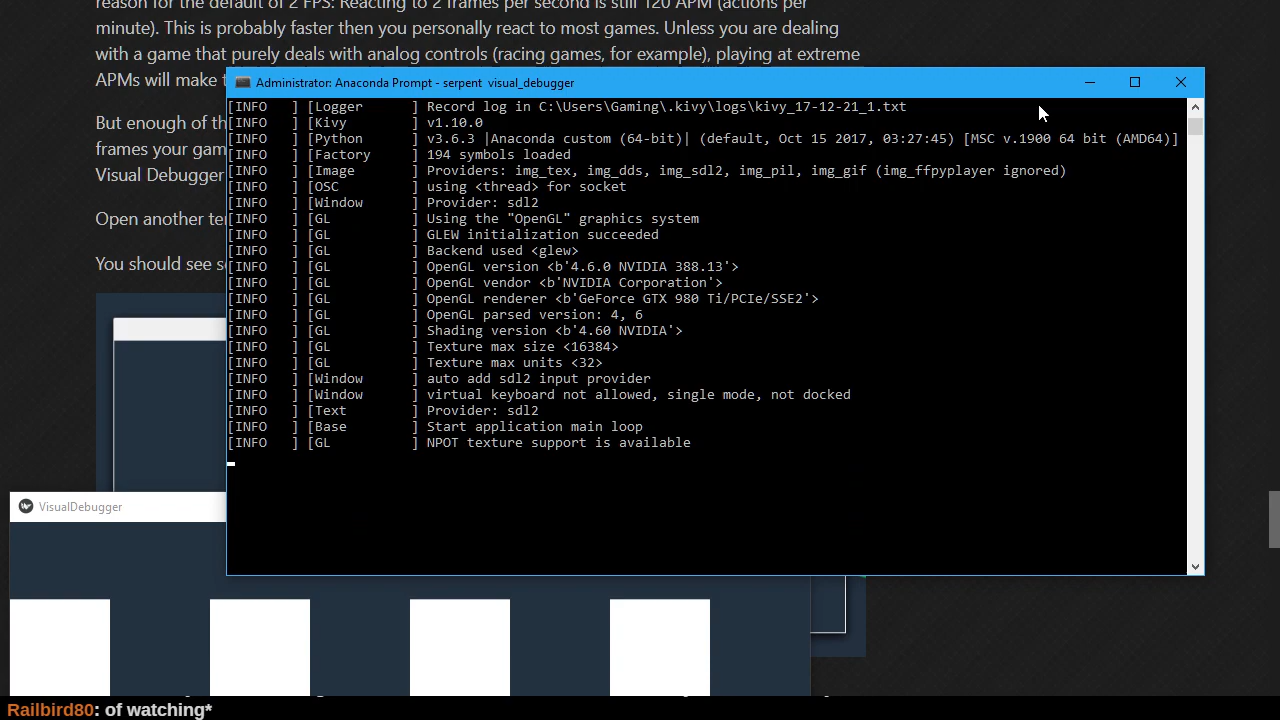 reason for the default of 2 FPS: Reacting to 2 frames per second is still 120 APM (actions per
minute). This is probably faster then you personally react to most games. Unless you are dealing
with a game that purely deals with analog controls (racing games, for example), playing at extreme
APMs will make
Administrator: Anaconda Prompt - serpent visual_debugger
But enough of
frames your
Visual Debugger
Open another
You should see
[INFO ] [Logger ] Record log in C:\Users\Gaming\.kivy\logs\kivy_17-12-21_1.txt
[INFO ] [Kivy ] v1.10.0
[INFO ] [Python ] v3.6.3 |Anaconda custom (64-bit)| (default, Oct 15 2017, 03:27:45) [MSC v.1900 64 bit (AMD64)]
[INFO ] [Factory ] 194 symbols loaded
[INFO ] [Image ] Providers: img_tex, img_dds, img_sdl2, img_pil, img_gif (img_ffpyplayer ignored)
[INFO ] [OSC ] using <thread> for socket
[INFO ] [Window ] Provider: sdl2
[INFO ] [GL ] Using the "OpenGL" graphics system
[INFO ] [GL ] GLEW initialization succeeded
[INFO ] [GL ] Backend used <glew>
[INFO ] [GL ] OpenGL version <b'4.6.0 NVIDIA 388.13'>
[INFO ] [GL ] OpenGL vendor <b'NVIDIA Corporation'>
[INFO ] [GL ] OpenGL renderer <b'GeForce GTX 980 Ti/PCIe/SSE2'>
[INFO ] [GL ] OpenGL parsed version: 4, 6
[INFO ] [GL ] Shading version <b'4.60 NVIDIA'>
[INFO ] [GL ] Texture max size <16384>
[INFO ] [GL ] Texture max units <32>
[INFO ] [Window ] auto add sdl2 input provider
[INFO ] [Window ] virtual keyboard not allowed, single mode, not docked
[INFO ] [Text ] Provider: sdl2
[INFO ] [Base ] Start application main loop
[INFO ] [GL ] NPOT texture support is available
VisualDebugger
Railbird80: of watching*